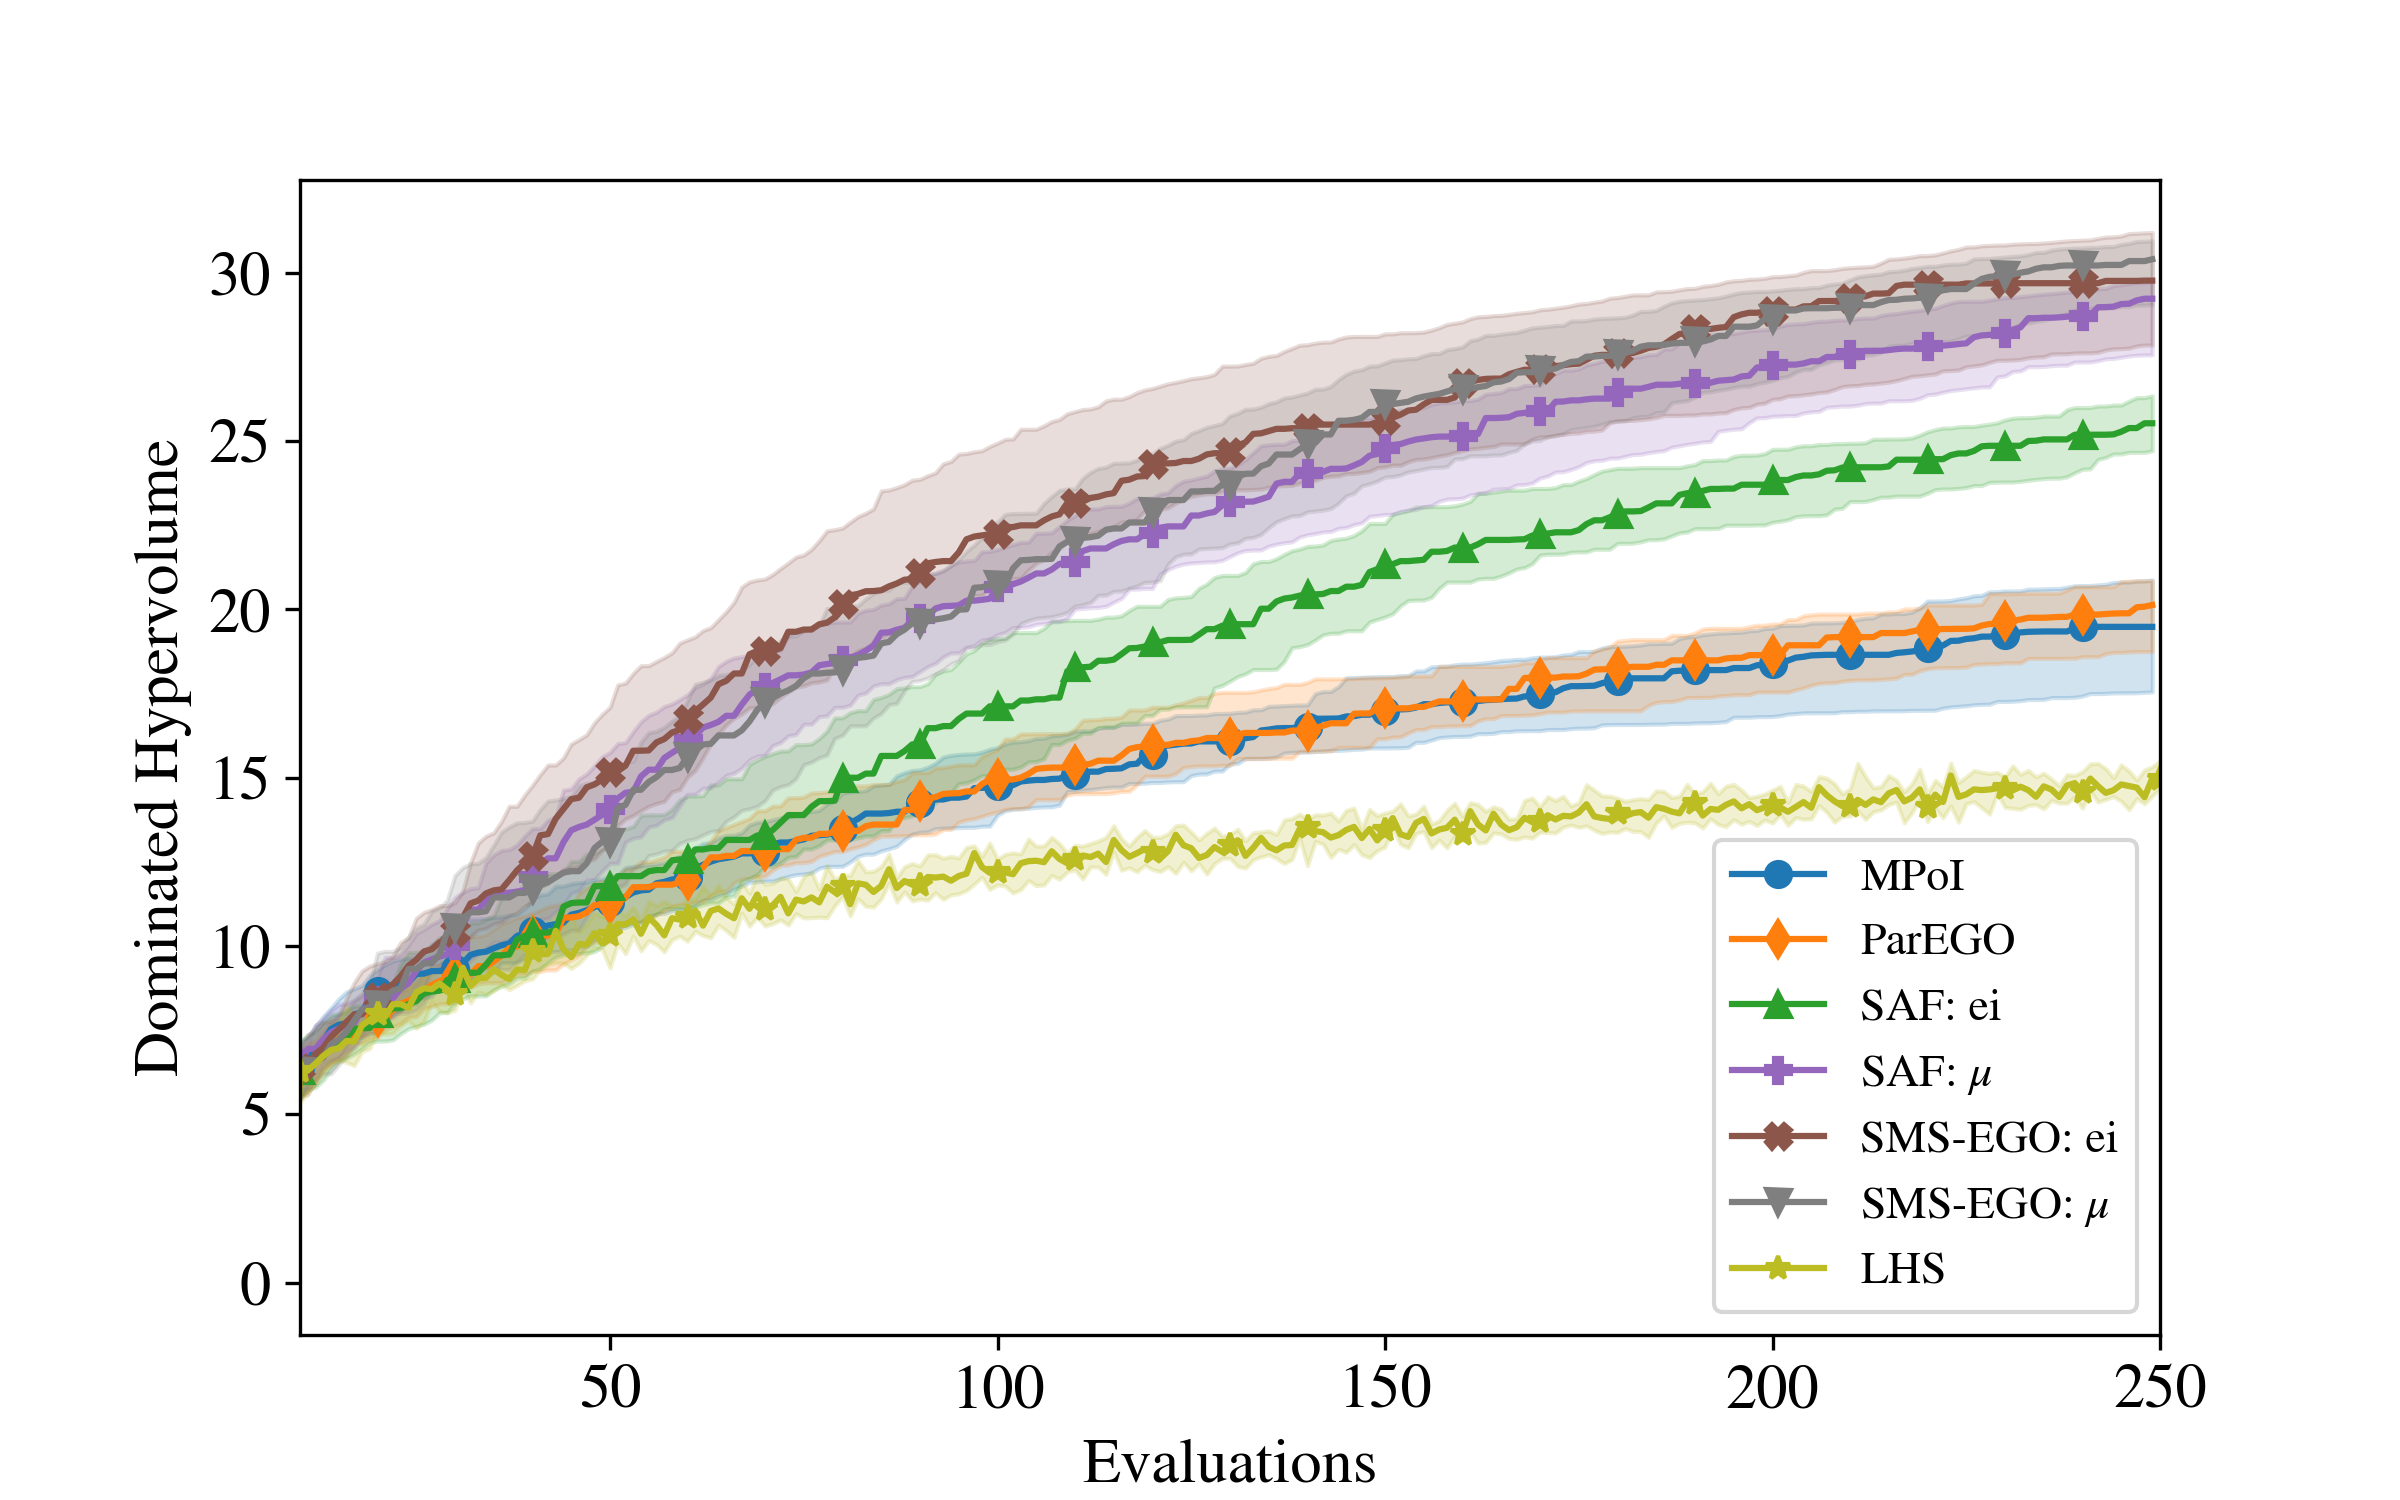 Dominated Hypervolume
30
25
20
15
10
5
0
50
100
150
200
250
Evaluations
MPoI
ParEGO
SAF: ei
SAF: μ
SMS-EGO: ei
SMS-EGO: μ
LHS